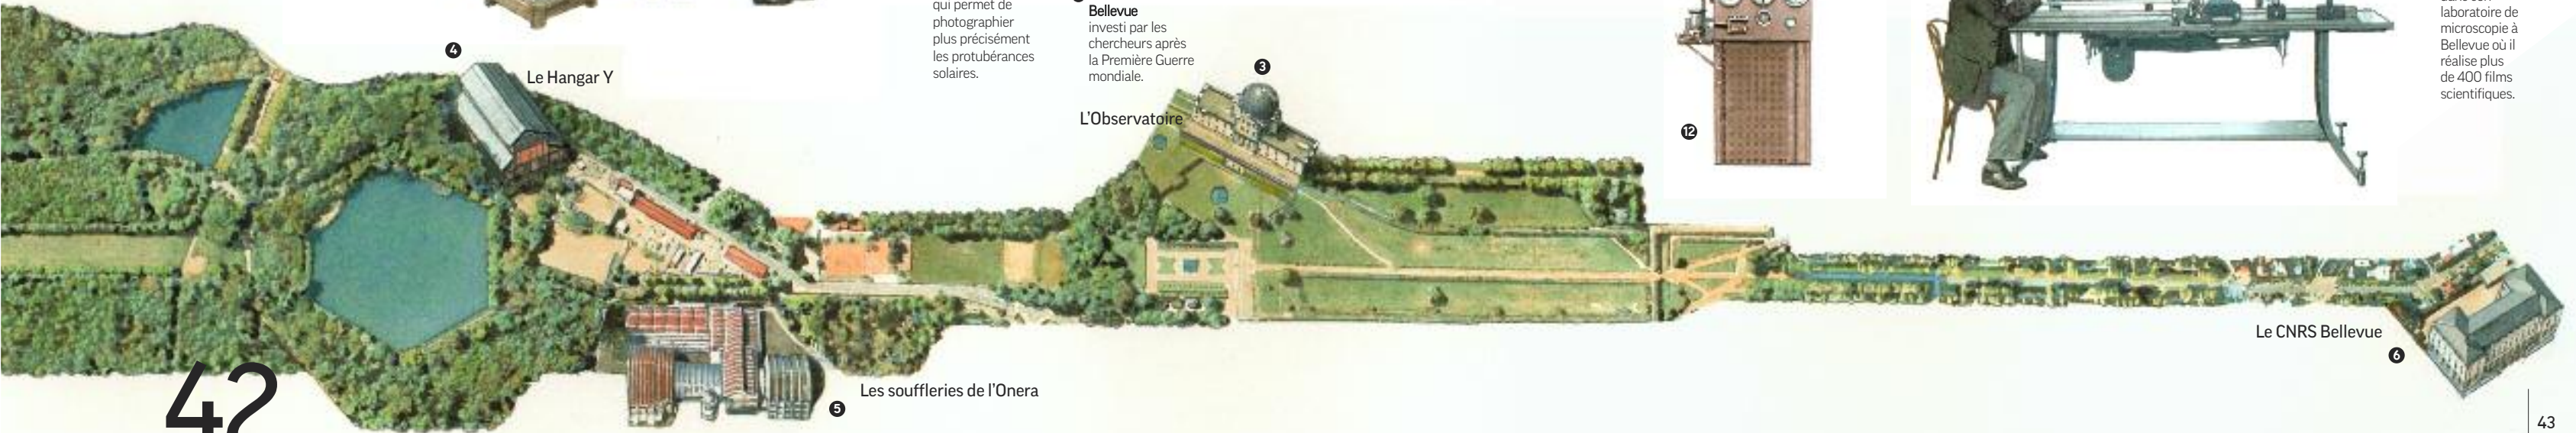 qui permet de
photographier
plus précisément
les protubérances
solaires.
Bellevue
investi par les
chercheurs après
la Première Guerre
mondiale.
laboratoire de
microscopie à
Bellevue où il
réalise plus
de 400 films
scientifiques.
4
Le Hangar Y
3
L'Observatoire
12
Le CNRS Bellevue
6
Les souffleries de l'Onera
5
42
43